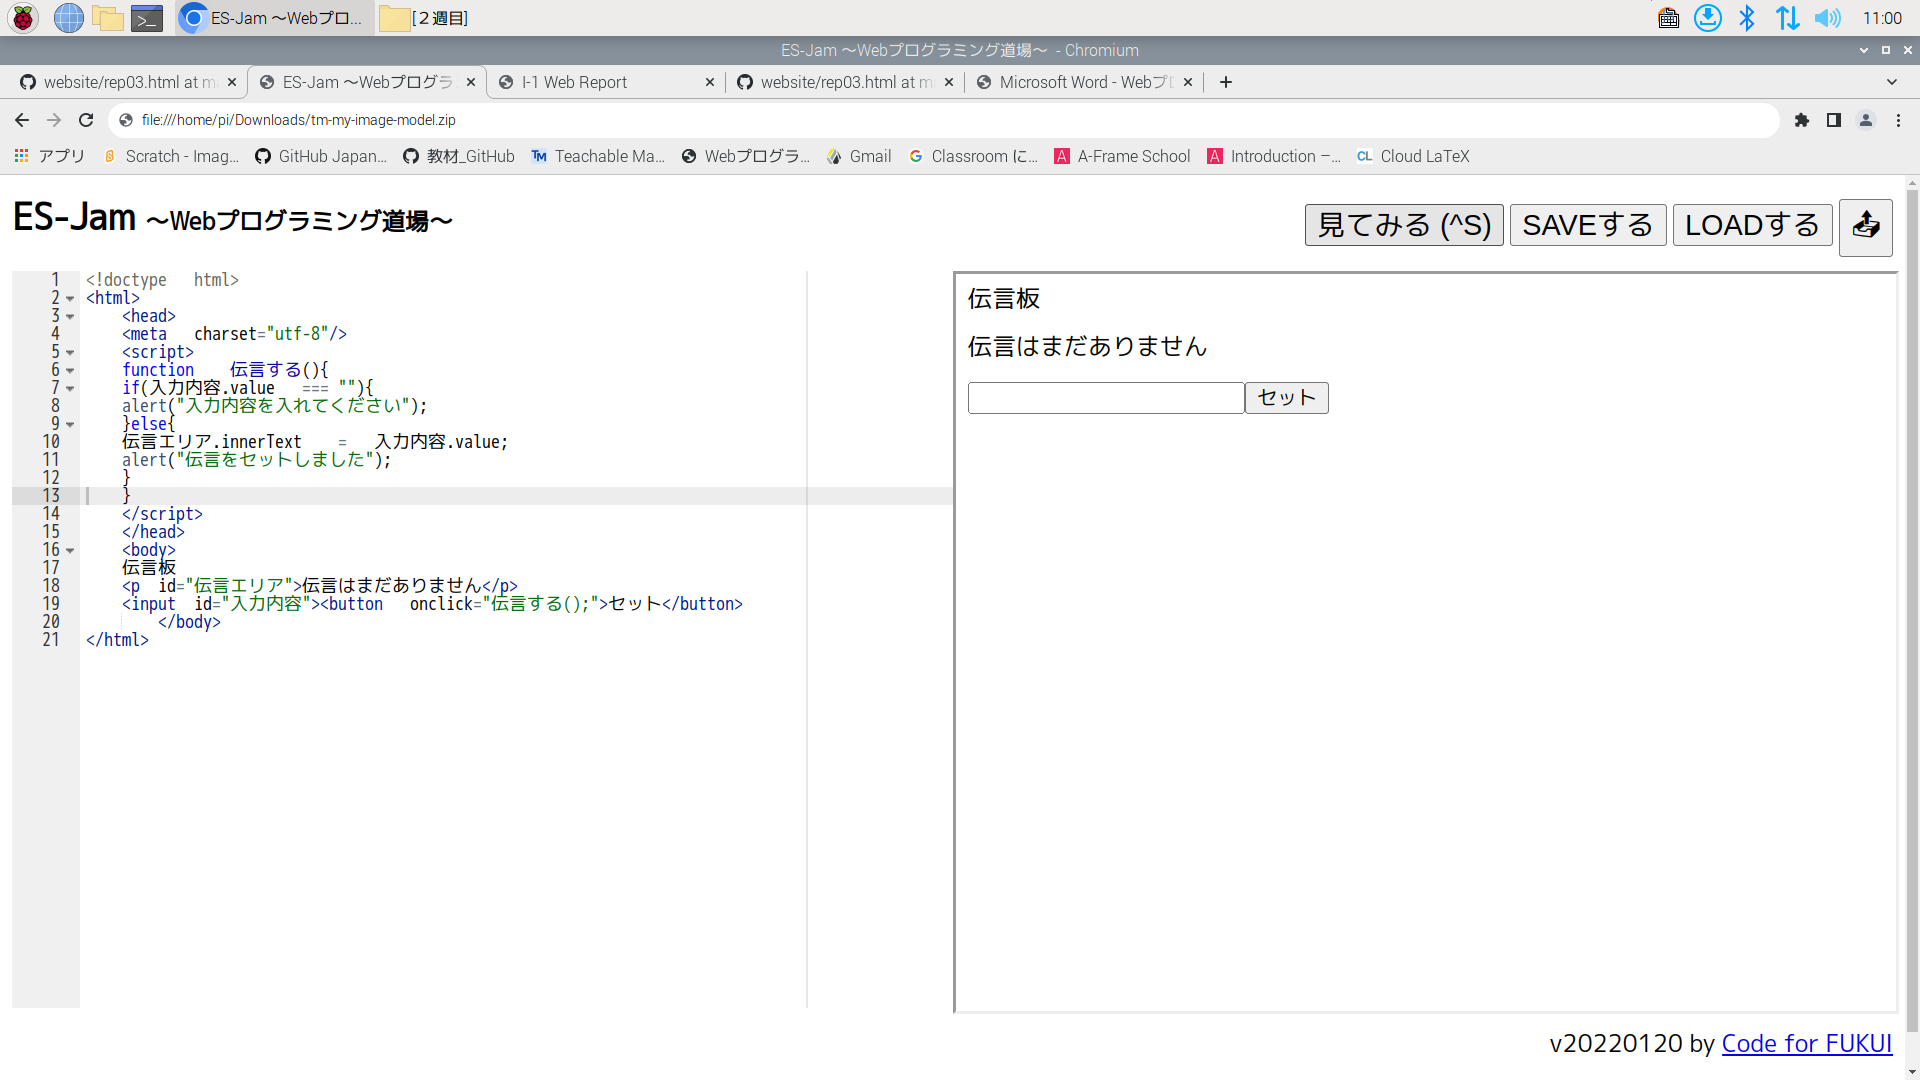 ES-Jam ～Webプロ...
[２週目]
11:00
ES-Jam ～Webプログラミング道場～ - Chromium
website/rep03.html at m
ES-Jam ～Webプログラ
I-1 Web Report
website/rep03.html at m
Microsoft Word - Webプ
file:///home/pi/Downloads/tm-my-image-model.zip
アプリ
Scratch - Imag...
GitHub Japan...
教材_GitHub
Teachable Ma...
Webプログラ...
Gmail
Classroom に...
A-Frame School
Introduction –...
Cloud LaTeX
ES-Jam ～Webプログラミング道場～
見てみる (^S)
SAVEする
LOADする
1 <!doctype html>
2 <html>
3 <head>
4 <meta charset="utf-8"/>
5 <script>
6 function 伝言する(){
7 if(入力内容.value === ""){
8 alert("入力内容を入れてください");
9 }else{
10 伝言エリア.innerText = 入力内容.value;
11 alert("伝言をセットしました");
12 }
13 }
14 </script>
15 </head>
16 <body>
17 伝言板
18 <p id="伝言エリア">伝言はまだありません</p>
19 <input id="入力内容"><button onclick="伝言する();">セット</button>
20 </body>
21 </html>
伝言板
伝言はまだありません
セット
v20220120 by Code for FUKUI